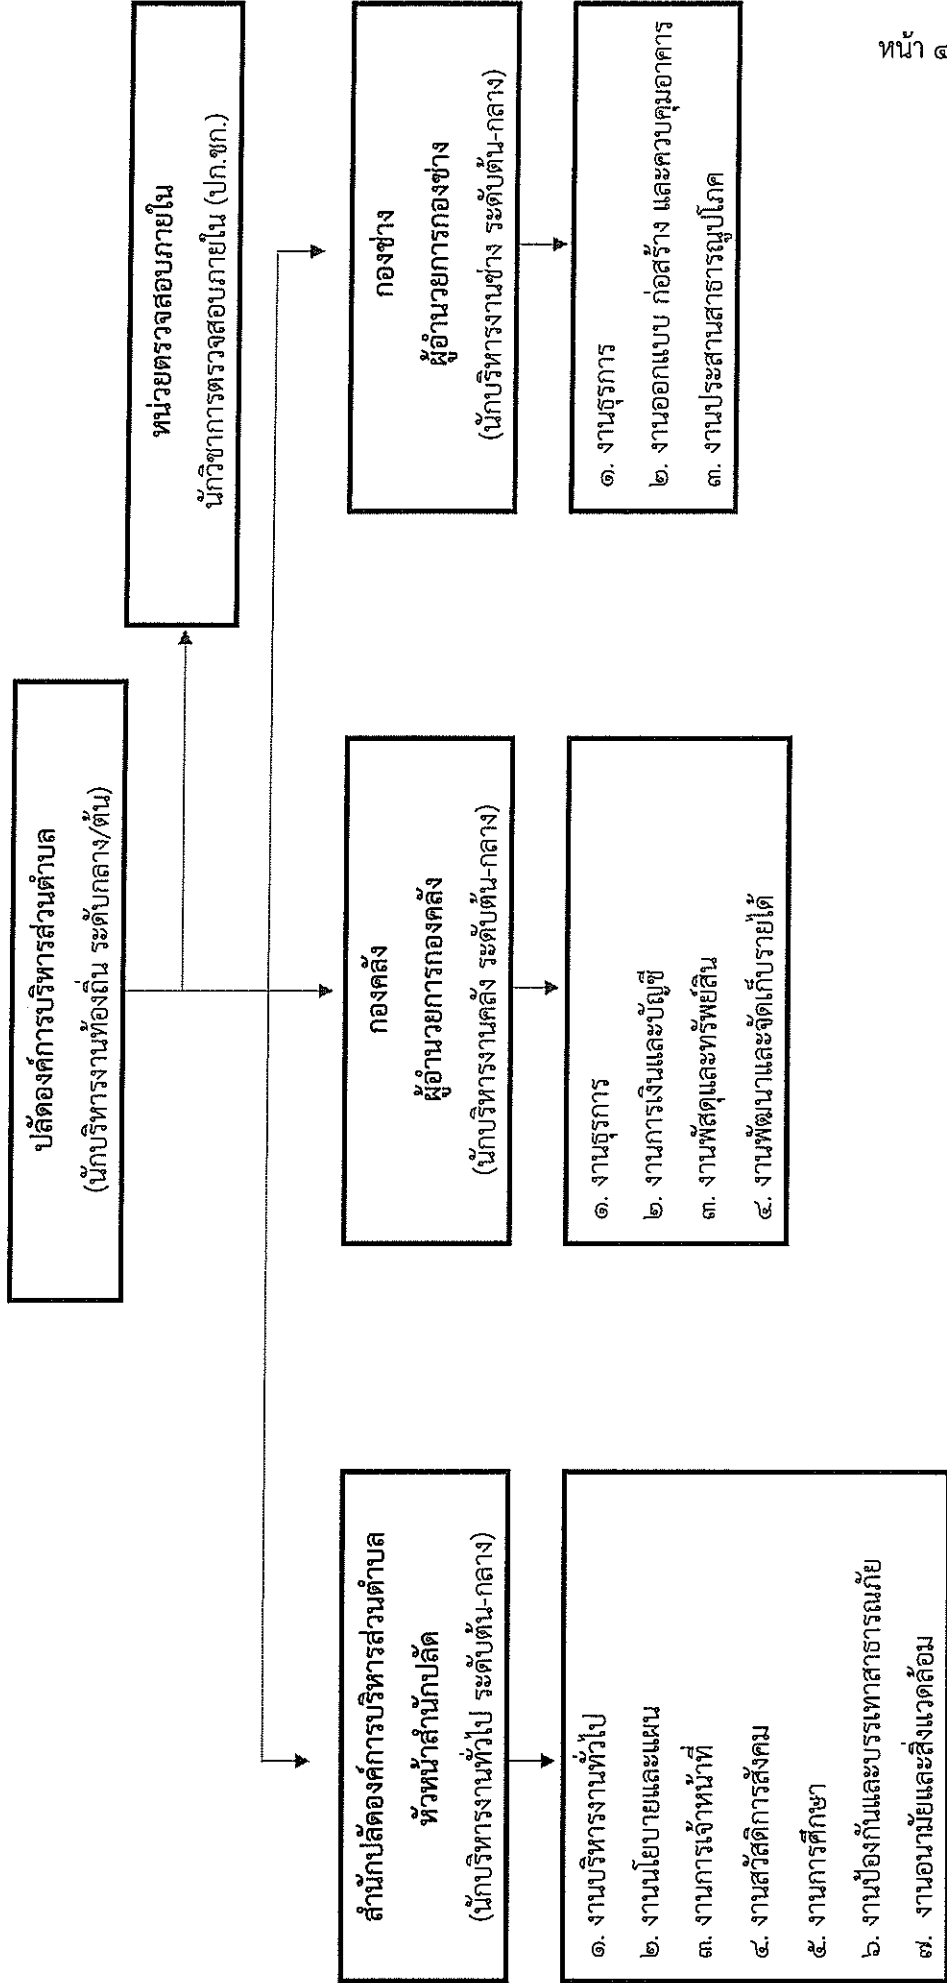 หน้า ๔
ปลัดองค์การบริหารส่วนตำบล
(นักบริหารงานท้องถิ่น ระดับกลาง/ต้น)
หน่วยตรวจสอบภายใน
นักวิชาการตรวจสอบภายใน (ปก.ชก.)
สำนักปลัดองค์การบริหารส่วนตำบล
หัวหน้าสำนักปลัด
(นักบริหารงานทั่วไป ระดับต้น-กลาง)
๑. งานบริหารงานทั่วไป
๒. งานนโยบายและแผน
๓. งานการเจ้าหน้าที่
๔. งานสวัสดิการสังคม
๕. งานการศึกษา
๖. งานป้องกันและบรรเทาสาธารณภัย
๗. งานอนามัยและสิ่งแวดล้อม
กองคลัง
ผู้อำนวยการกองคลัง
(นักบริหารงานคลัง ระดับต้น-กลาง)
๑. งานธุรการ
๒. งานการเงินและบัญชี
๓. งานพัสดุและทรัพย์สิน
๔. งานพัฒนาและจัดเก็บรายได้
กองช่าง
ผู้อำนวยการกองช่าง
(นักบริหารงานช่าง ระดับต้น-กลาง)
๑. งานธุรการ
๒. งานออกแบบ ก่อสร้าง และควบคุมอาคาร
๓. งานประสานสาธารณูปโภค